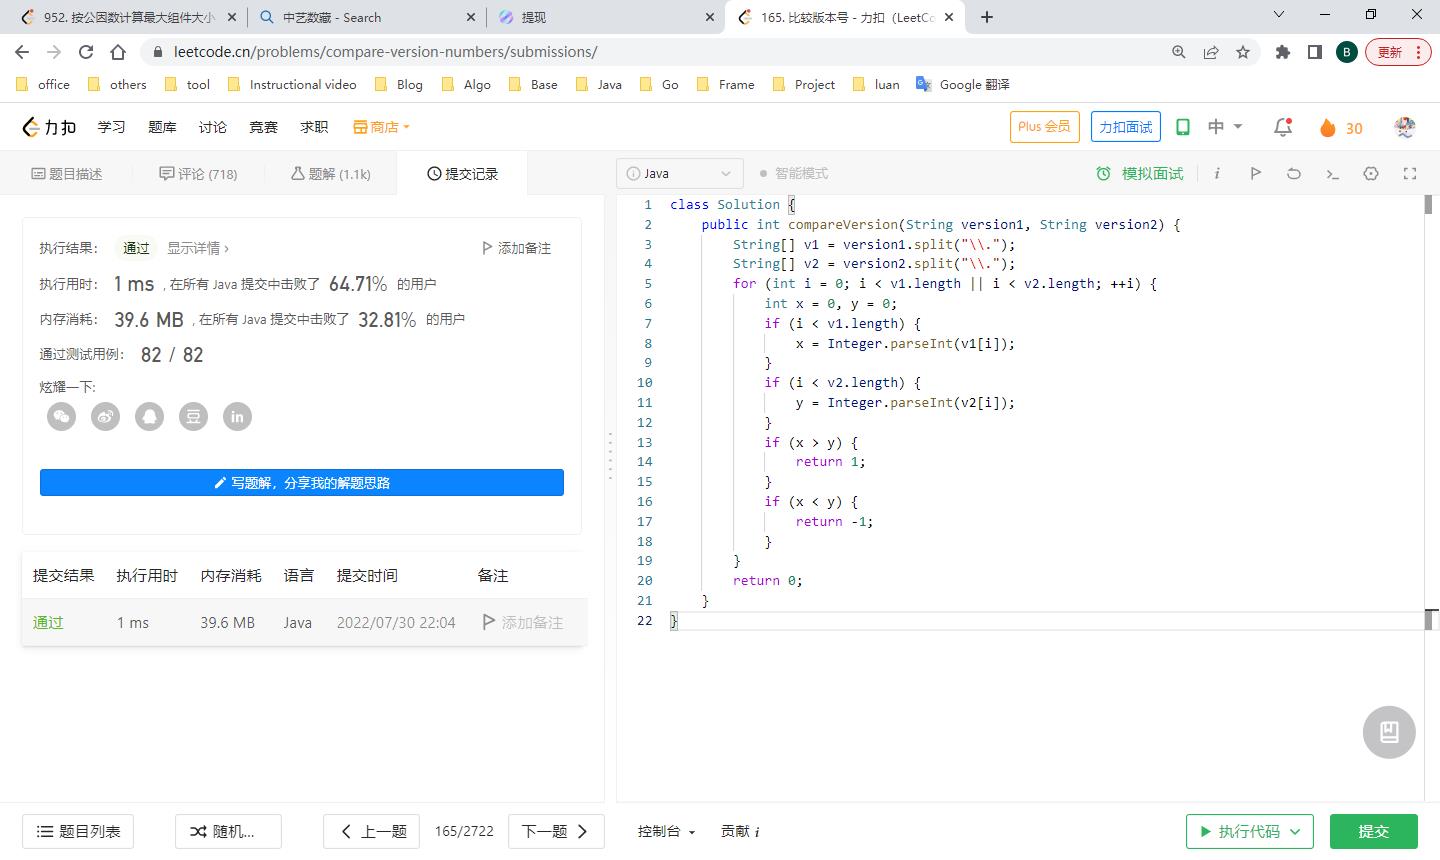 952. 按公因数计算最大组件大小
中艺数藏 - Search
提现
165. 比较版本号 - 力扣（LeetCo
leetcode.cn/problems/compare-version-numbers/submissions/
B
更新
office
others
tool
Instructional video
Blog
Algo
Base
Java
Go
Frame
Project
luan
Google 翻译
力扣
学习
题库
讨论
竞赛
求职
商店
Plus 会员
力扣面试
中
30
题目描述
评论 (718)
题解 (1.1k)
提交记录
Java
智能模式
模拟面试
执行结果： 通过 显示详情 ›
添加备注
执行用时： 1 ms , 在所有 Java 提交中击败了 64.71% 的用户
内存消耗： 39.6 MB , 在所有 Java 提交中击败了 32.81% 的用户
通过测试用例： 82 / 82
炫耀一下:
豆
in
写题解，分享我的解题思路
提交结果 执行用时 内存消耗 语言 提交时间 备注
通过 1 ms 39.6 MB Java 2022/07/30 22:04 添加备注
1 class Solution {
2 public int compareVersion(String version1, String version2) {
3 String[] v1 = version1.split("\\.");
4 String[] v2 = version2.split("\\.");
5 for (int i = 0; i < v1.length || i < v2.length; ++i) {
6 int x = 0, y = 0;
7 if (i < v1.length) {
8 x = Integer.parseInt(v1[i]);
9 }
10 if (i < v2.length) {
11 y = Integer.parseInt(v2[i]);
12 }
13 if (x > y) {
14 return 1;
15 }
16 if (x < y) {
17 return -1;
18 }
19 }
20 return 0;
21 }
22 }
题目列表
随机...
上一题
165/2722
下一题
控制台
贡献 i
执行代码
提交